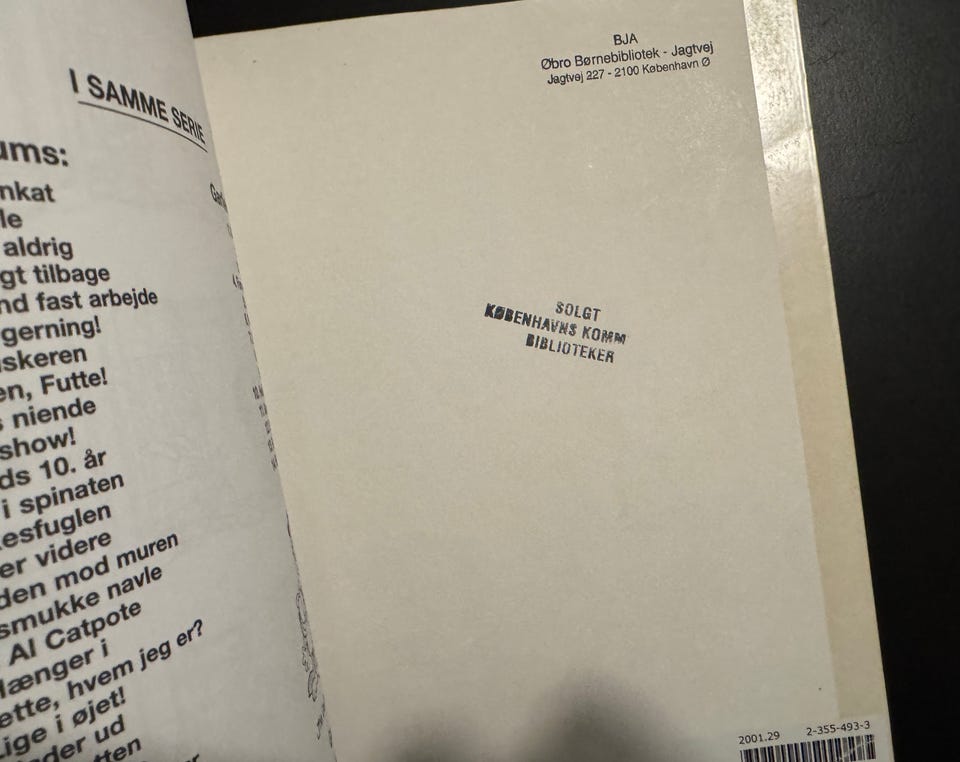 I SAMME SERIE
ums:
nkat
le
aldrig
gt tilbage
nd fast arbejde
gerning!
skeren
en, Futte!
s niende
show!
ds 10. år
i spinaten
esfuglen
er videre
den mod muren
smukke navle
Al Catpote
længer i
ette, hvem jeg er?
Lige i øjet!
der ud
tten
BJA
Øbro Børnebibliotek - Jagtvej
Jagtvej 227 - 2100 København Ø
SOLGT
KØBENHAVNS KOMM
BIBLIOTEKER
2001.29 2-355-493-3